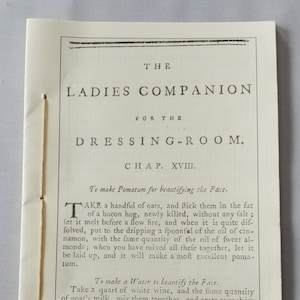 THE
LADIES COMPANION
FOR THE
DRESSING-ROOM.
CHAP. XVIII.
To make Pomatum for beautifying the Face.
TAKE a handful of oats, and ſtick them in the fat
of a bacon hog, newly killed, without any ſalt ;
let it melt before a ſlow fire, and when it is quite diſ-
ſolved, put to the dripping a ſpoonful of the oil of cin-
namon, with the ſame quantity of the oil of ſweet al-
monds ; when you have mixed all theſe together, let it
be laid up, and it will make a moſt excellent poma-
tum.
To make a Water to beautify the Face.
Take a quart of white wine, and the ſame quantity
milk, mix them together, and